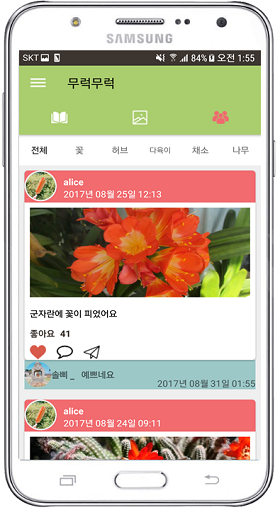 SAMSUNG
SKT 84% 오전 1:55
무럭무럭
전체 꽃 허브 다육이 채소 나무
alice
2017년 08월 25일 12:13
군자란에 꽃이 피었어요
좋아요 41
솔삐 _ 예쁘네요
2017년 08월 31일 01:55
alice
2017년 08월 24일 09:11